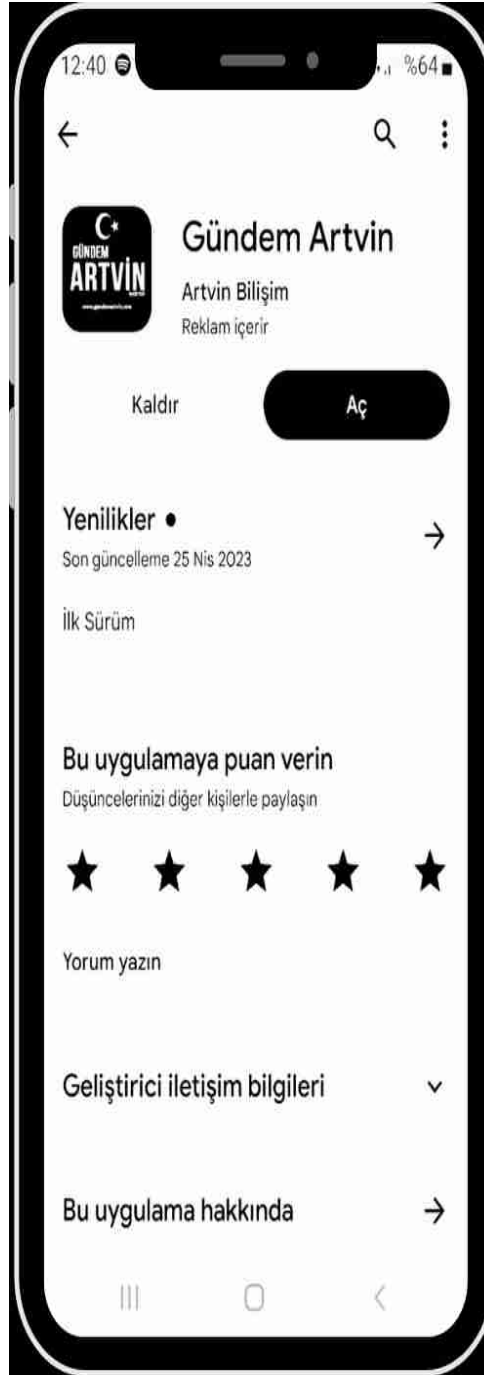 12:40
%64
GÜNDEM
ARTVİN
Gündem Artvin
Artvin Bilişim
Reklam içerir
Kaldır
Aç
Yenilikler •
Son güncelleme 25 Nis 2023
İlk Sürüm
Bu uygulamaya puan verin
Düşüncelerinizi diğer kişilerle paylaşın
Yorum yazın
Geliştirici iletişim bilgileri
Bu uygulama hakkında